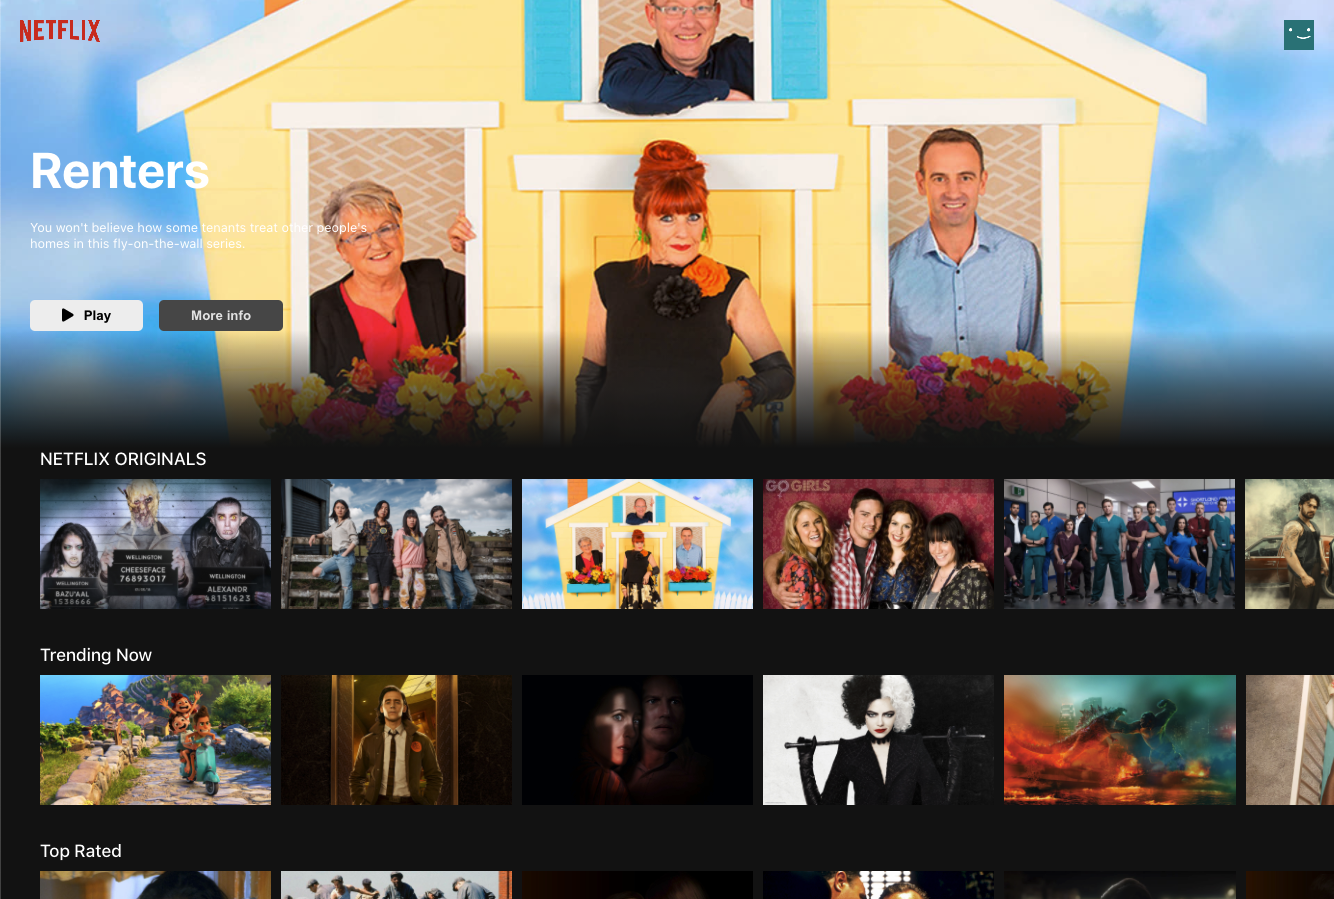 NETFLIX
Renters
You won't believe how some tenants treat other people's
homes in this fly-on-the-wall series.
Play
More info
NETFLIX ORIGINALS
WELLINGTON
BAZU'AAL
1538666
WELLINGTON
CHEESEFACE
76893017
WELLINGTON
ALEXANDR
8151623
GO GIRLS
Trending Now
Top Rated